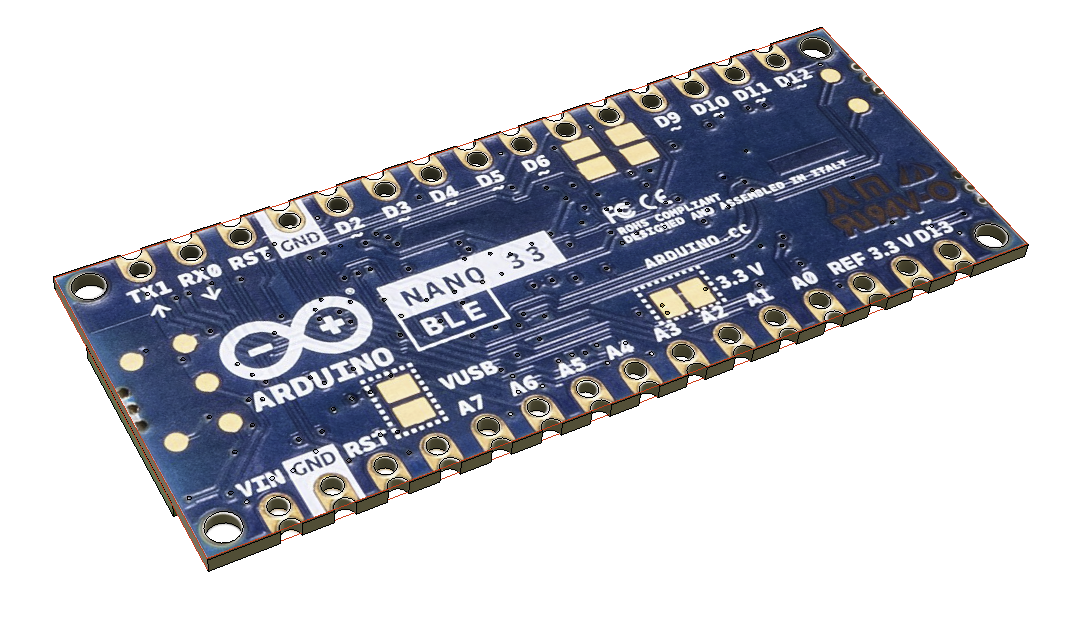 TX1 RX0 RST GND D2 D3 D4 D5 D6 D9 D10 D11 D12
~ ~ ~ ~ ~ ~ ~ ~
FC CE
ROHS COMPLIANT
DESIGNED AND ASSEMBLED IN ITALY
ARDUINO.CC
NANO 33
BLE
ARDUINO
VUSB
3.3 V
VIN GND RST A7 A6 A5 A4 A3 A2 A1 A0 REF 3.3 V D13